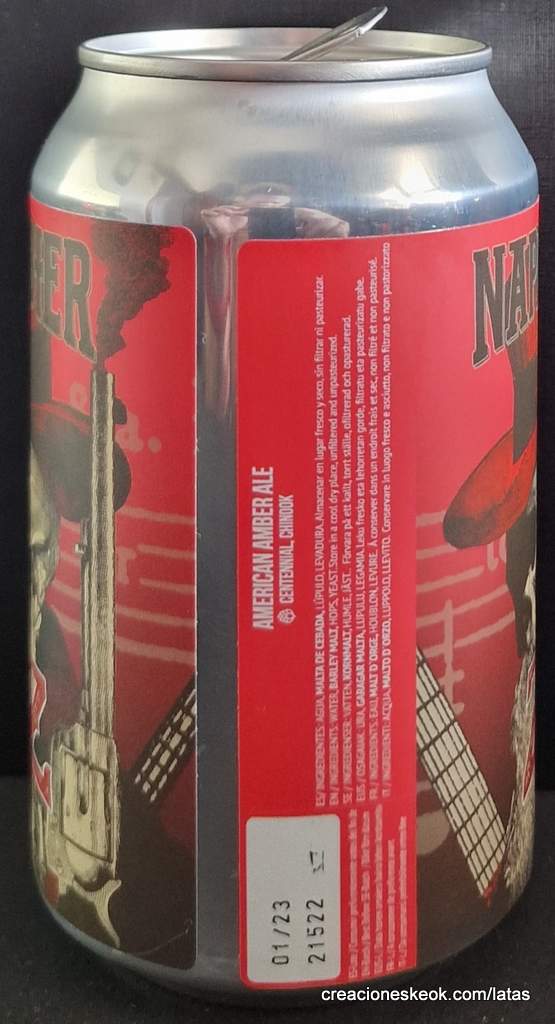 AMERICAN AMBER ALE
CENTENNIAL, CHINOOK
ES/ INGREDIENTES: AGUA, MALTA DE CEBADA, LÚPULO, LEVADURA. Almacenar en lugar fresco y seco, sin filtrar ni pasteurizar.
EN / INGREDIENTS: WATER, BARLEY MALT, HOPS, YEAST. Store in a cool dry place, unfiltered and unpasteurized.
SE / INGREDIENSER: VATTEN, KORNMALT, HUMLE, JÄST. Förvara på ett kallt, torrt ställe, ofiltrerad och opastörerad.
EUS / OSAGAIAK: URA, GARAGAR MALTA, LUPULU, LEGAMIA. Leku fresko eta lehorretan gorde, filtratu eta pasteurizatu gabe.
FR / INGREDIENTS: EAU, MALT D'ORGE, HOUBLON, LEVURE. À conserver dans un endroit frais et sec, non filtré et non pasteurisé.
IT / INGREDIENTI: ACQUA, MALTO D'ORZO, LUPPOLO, LIEVITO. Conservare in luogo fresco e asciutto, non filtrato e non pastorizzato
01/23
21522
NAP
creacioneskeok.com/latas